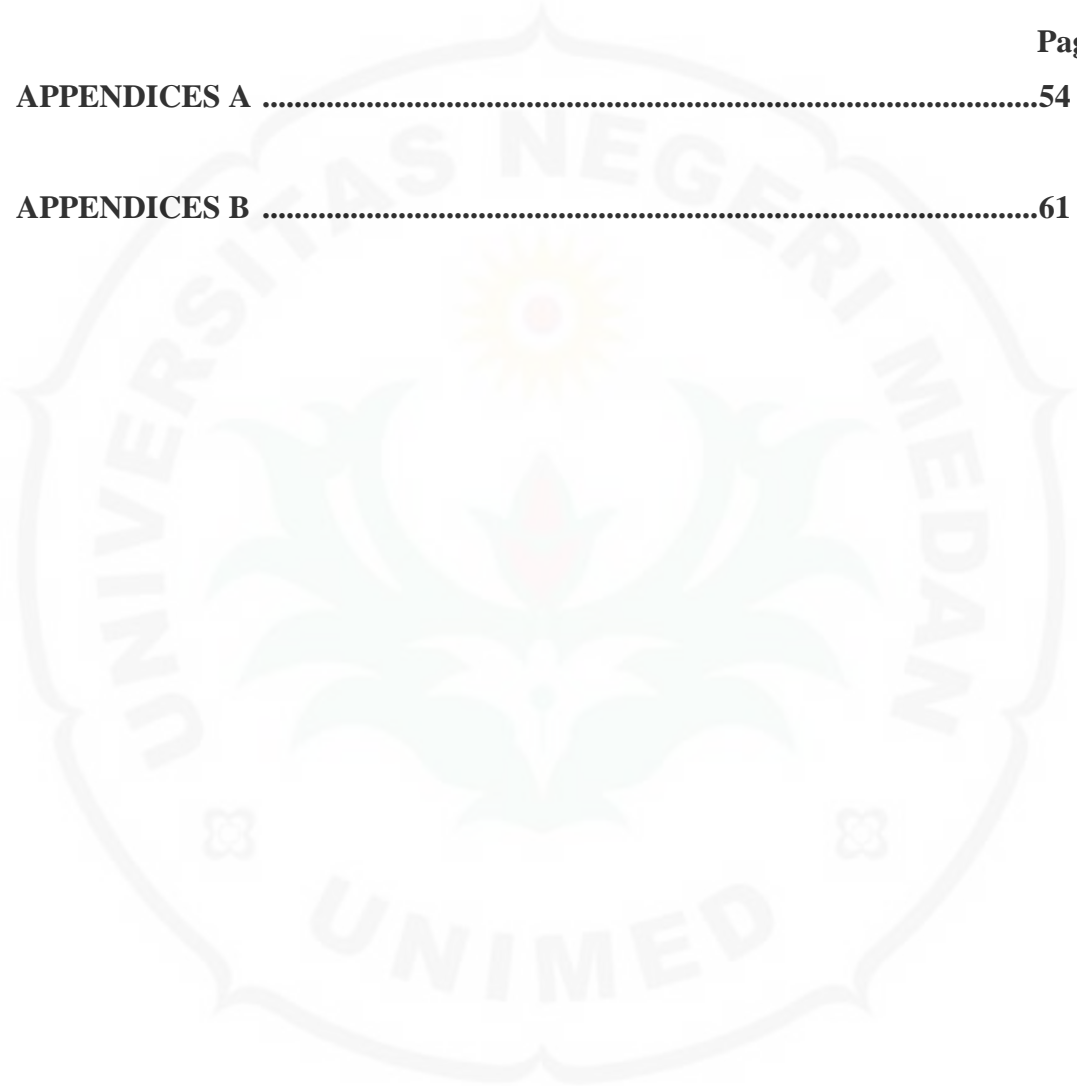 Pag
APPENDICES A ....................................................................................54
APPENDICES B ....................................................................................61
UNIVERSITAS NEGERI MEDAN
UNIMED